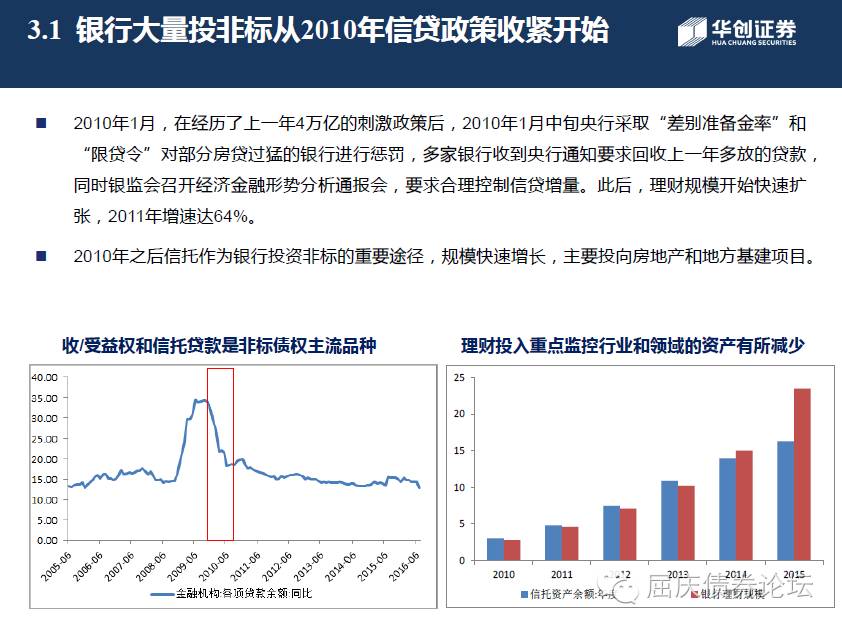 3.1 银行大量投非标从2010年信贷政策收紧开始
华创证券
HUA CHUANG SECURITIES
■ 2010年1月，在经历了上一年4万亿的刺激政策后，2010年1月中旬央行采取“差别准备金率”和
“限贷令”对部分房贷过猛的银行进行惩罚，多家银行收到央行通知要求回收上一年多放的贷款，
同时银监会召开经济金融形势分析通报会，要求合理控制信贷增量。此后，理财规模开始快速扩
张，2011年增速达64%。
■ 2010年之后信托作为银行投资非标的重要途径，规模快速增长，主要投向房地产和地方基建项目。
收/受益权和信托贷款是非标债权主流品种
40.00
35.00
30.00
25.00
20.00
15.00
10.00
5.00
0.00
2005-06 2006-06 2007-06 2008-06 2009-05 2010-05 2011-06 2012-06 2013-06 2014-06 2015-05 2016-06
金融机构:各项贷款余额:同比
理财投入重点监控行业和领域的资产有所减少
25
20
15
10
5
0
2010 2011 2012 2013 2014 2015
信托资产余额: 银行理财规模
屈庆债券论坛